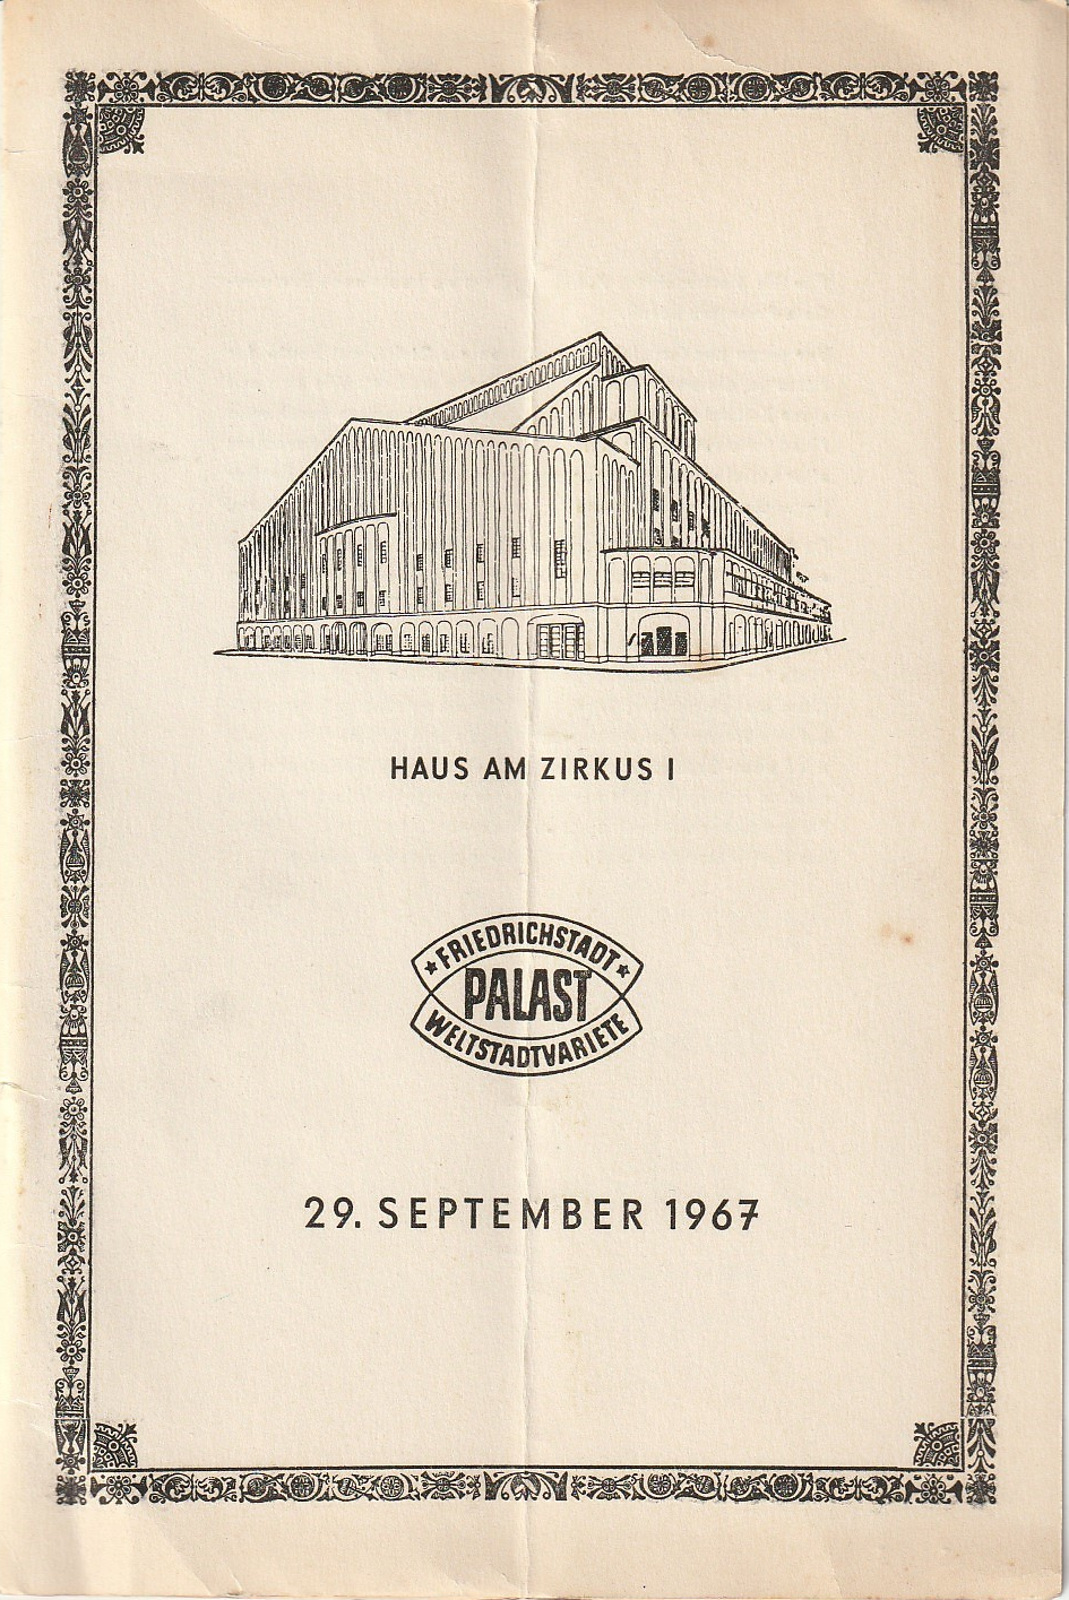 HAUS AM ZIRKUS I
FRIEDRICHSTADT
PALAST
WELTSTADTVARIETE
29. SEPTEMBER 1967